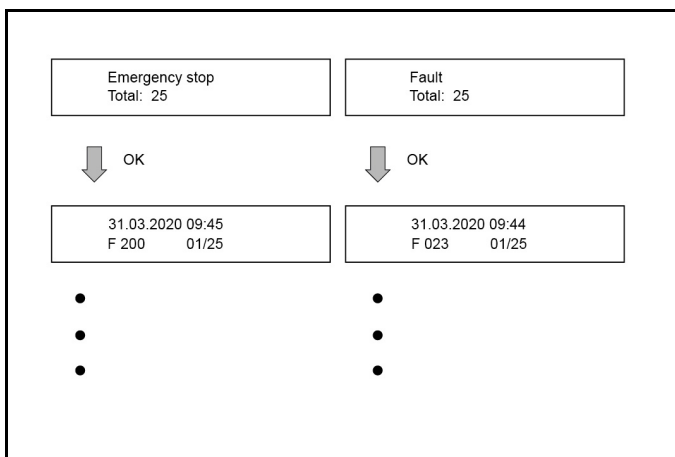 Emergency stop
Total: 25
Fault
Total: 25
OK
OK
31.03.2020 09:45
F 200 01/25
31.03.2020 09:44
F 023 01/25